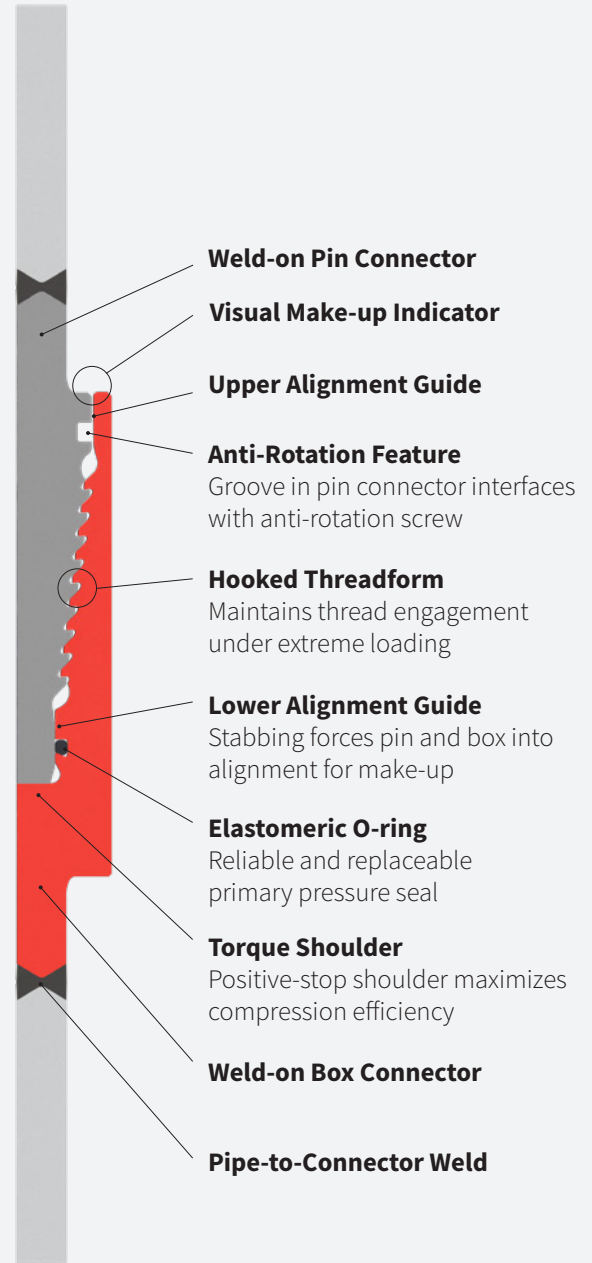 Weld-on Pin Connector
Visual Make-up Indicator
Upper Alignment Guide
Anti-Rotation Feature
Groove in pin connector interfaces
with anti-rotation screw
Hooked Threadform
Maintains thread engagement
under extreme loading
Lower Alignment Guide
Stabbing forces pin and box into
alignment for make-up
Elastomeric O-ring
Reliable and replaceable
primary pressure seal
Torque Shoulder
Positive-stop shoulder maximizes
compression efficiency
Weld-on Box Connector
Pipe-to-Connector Weld